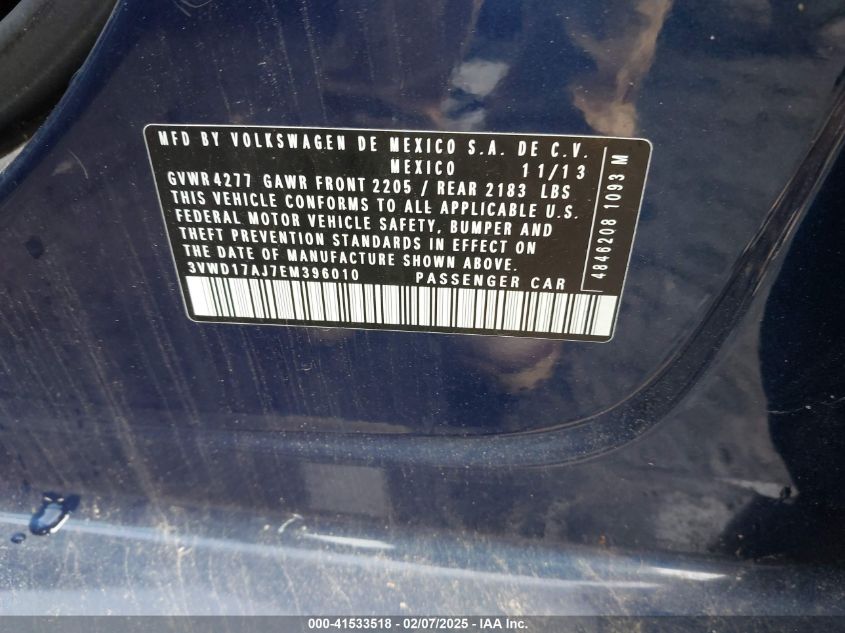 MFD BY VOLKSWAGEN DE MEXICO S.A. DE C.V.
MEXICO 11/13
GVWR 4277 GAWR FRONT 2205 / REAR 2183 LBS
THIS VEHICLE CONFORMS TO ALL APPLICABLE U.S.
FEDERAL MOTOR VEHICLE SAFETY, BUMPER AND
THEFT PREVENTION STANDARDS IN EFFECT ON
THE DATE OF MANUFACTURE SHOWN ABOVE.
3VWD17AJ7EM396010 PASSENGER CAR
4846208 1093 M
000-41533518 - 02/07/2025 - IAA Inc.